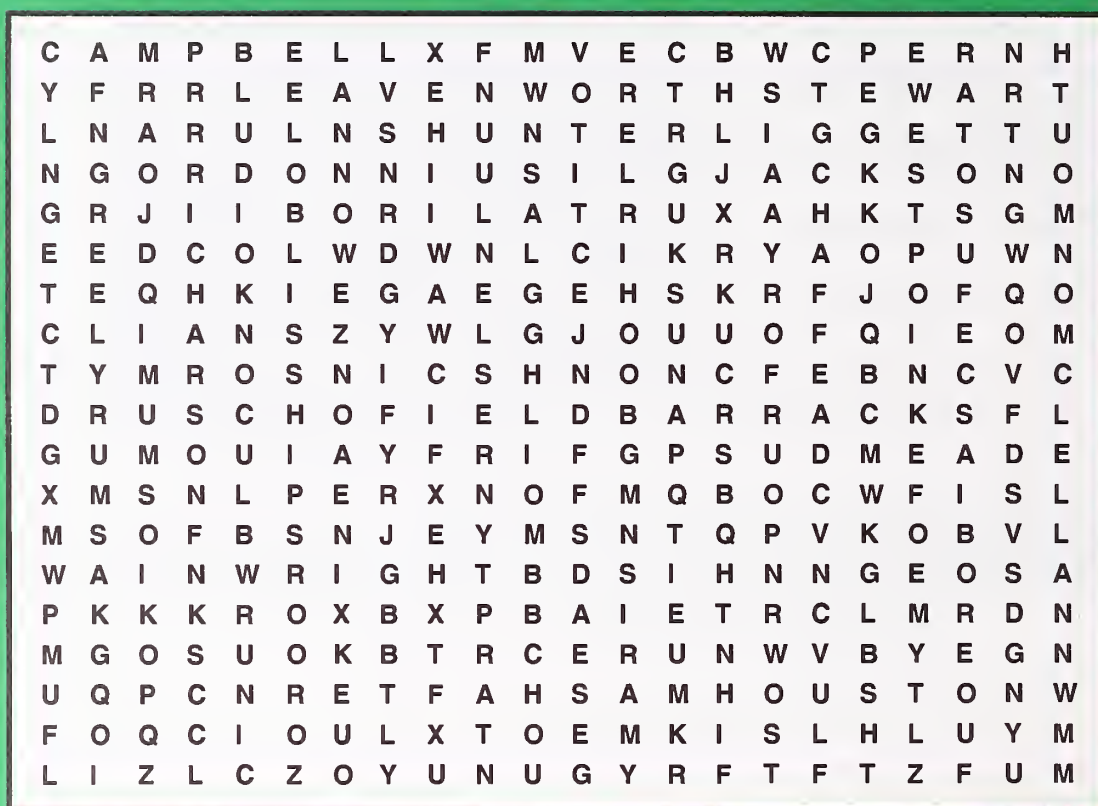 C A M P B E L L X F M V E C B W C P E R N H
Y F R R L E A V E N W O R T H S T E W A R T
L N A R U L N S H U N T E R L I G G E T T U
N G O R D O N N I U S I L G J A C K S O N O
G R J I I B O R I L A T R U X A H K T S G M
E E D C O L W D W N L C I K R Y A O P U W N
T E Q H K I E G A E G E H S K R F J O F Q O
C L I A N S Z Y W L G J O U U O F Q I E O M
T Y M R O S N I C S H N O N C F E B N C V C
D R U S C H O F I E L D B A R R A C K S F L
G U M O U I A Y F R I F G P S U D M E A D E
X M S N L P E R X N O F M Q B O C W F I S L
M S O F B S N J E Y M S N T Q P V K O B V L
W A I N W R I G H T B D S I H N N G E O S A
P K K K R O X B X P B A I E T R C L M R D N
M G O S U O K B T R C E R U N W V B Y E G N
U Q P C N R E T F A H S A M H O U S T O N W
F O Q C I O U L X T O E M K I S L H L U Y M
L I Z L C Z O Y U N U G Y R F T F T Z F U M